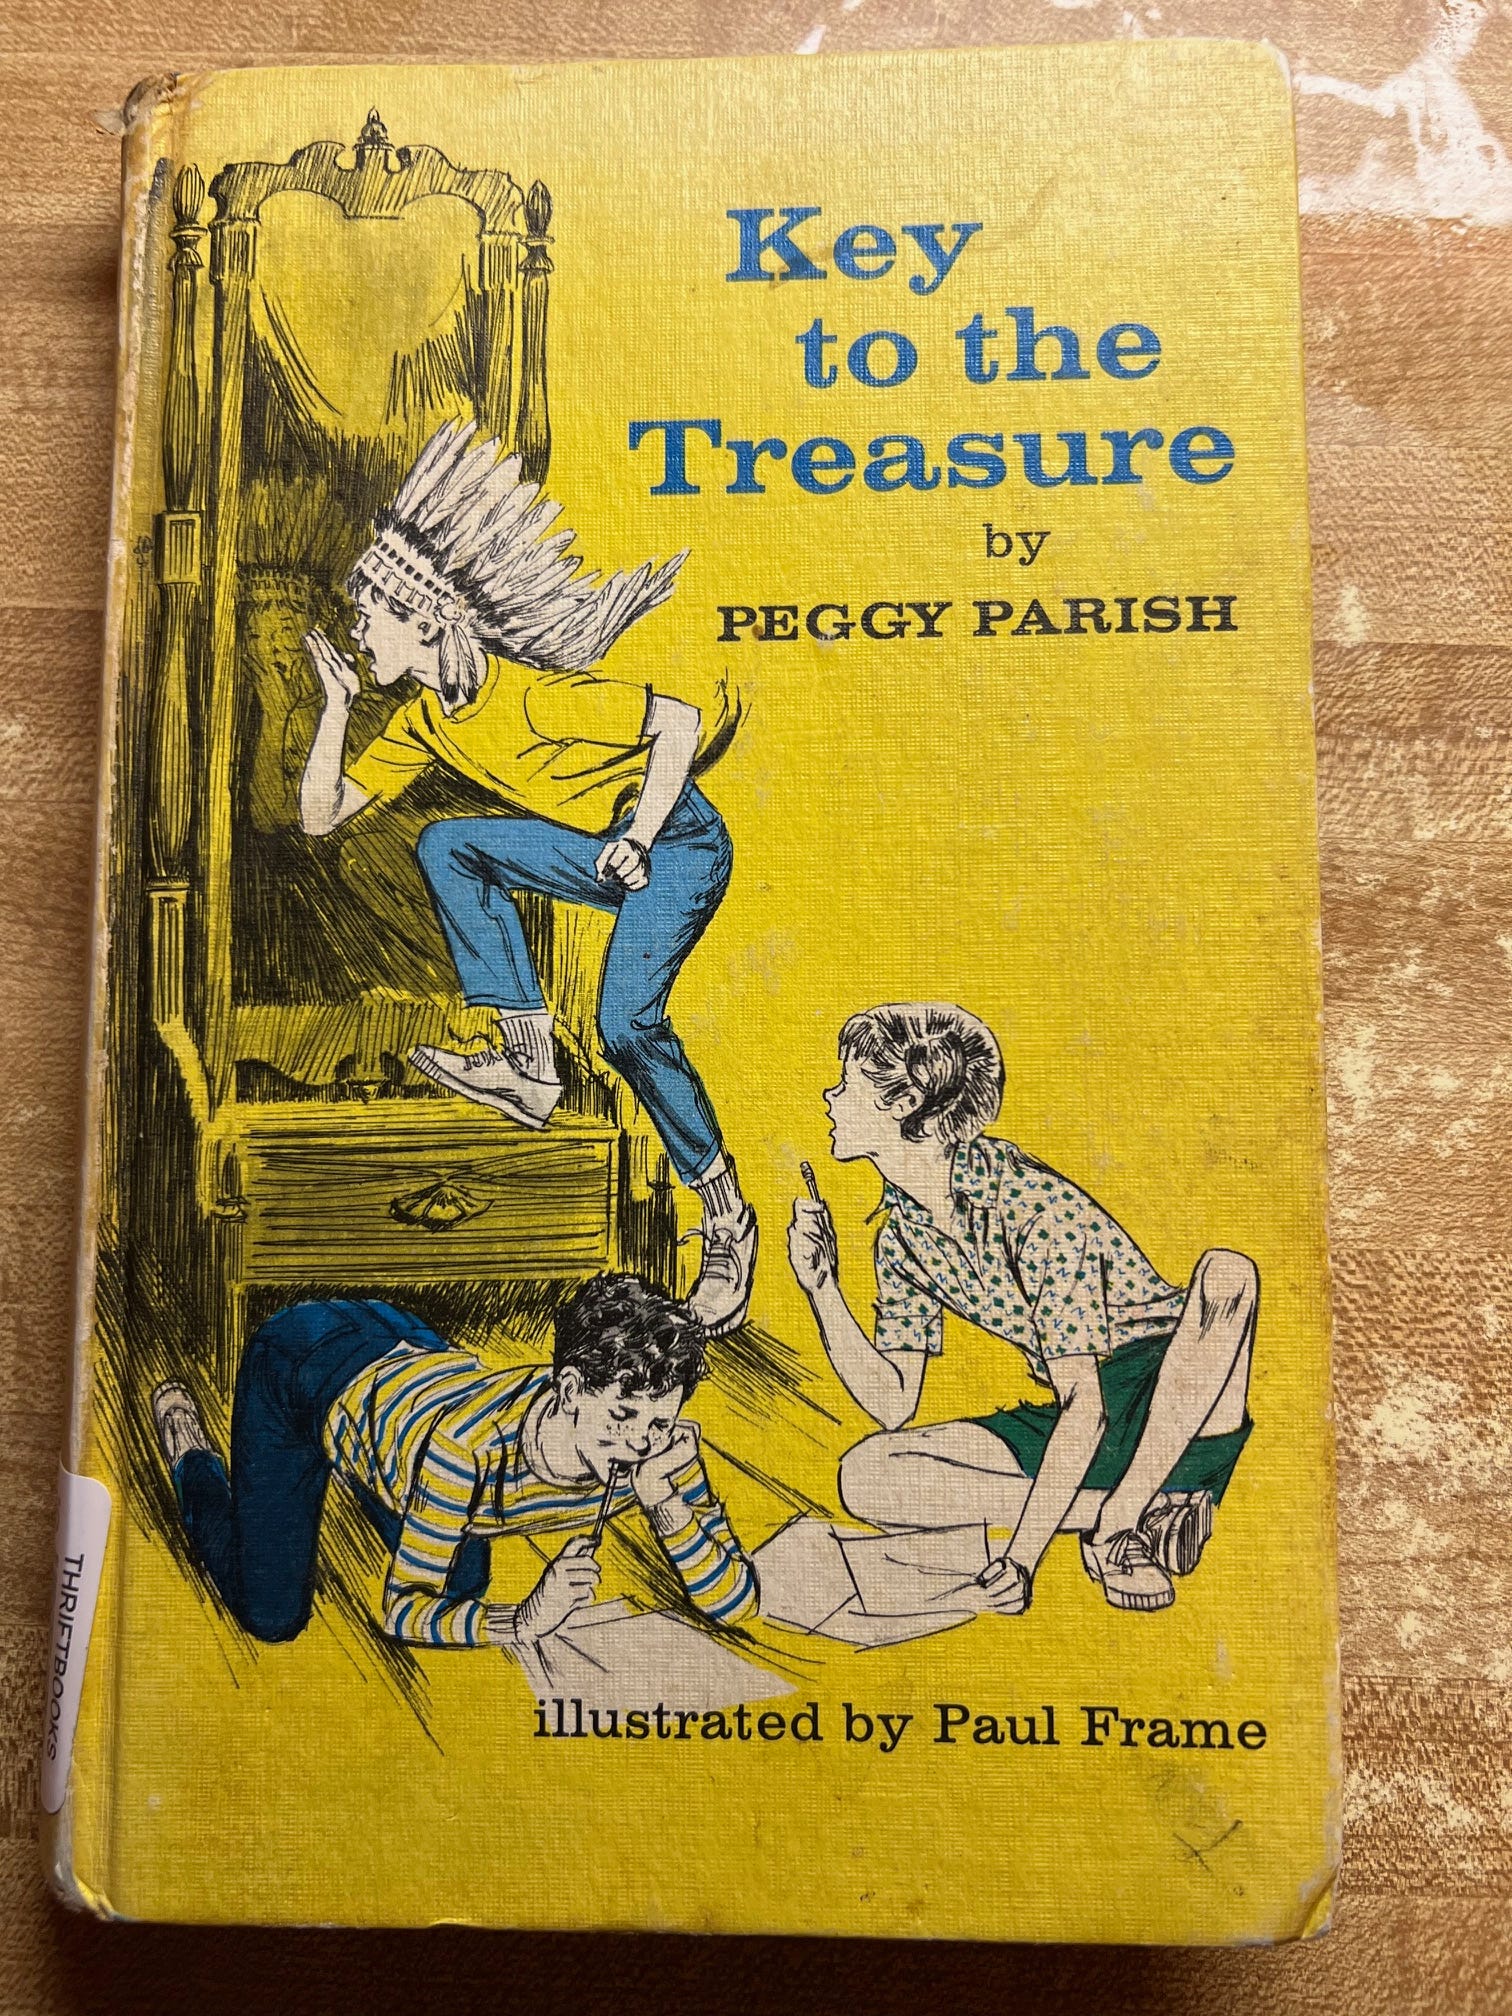 Key
to the
Treasure
by
PEGGY PARISH
illustrated by Paul Frame
THRIFTBOOKS